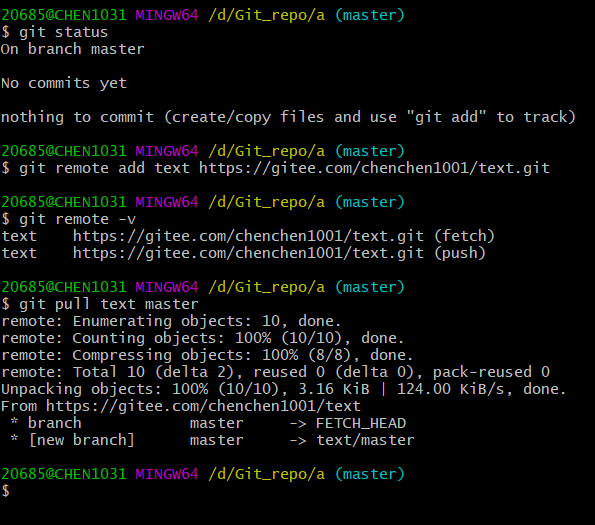 20685@CHEN1031 MINGW64 /d/Git_repo/a (master)
$ git status
On branch master
No commits yet
nothing to commit (create/copy files and use "git add" to track)
20685@CHEN1031 MINGW64 /d/Git_repo/a (master)
$ git remote add text https://gitee.com/chenchen1001/text.git
20685@CHEN1031 MINGW64 /d/Git_repo/a (master)
$ git remote -v
text    https://gitee.com/chenchen1001/text.git (fetch)
text    https://gitee.com/chenchen1001/text.git (push)
20685@CHEN1031 MINGW64 /d/Git_repo/a (master)
$ git pull text master
remote: Enumerating objects: 10, done.
remote: Counting objects: 100% (10/10), done.
remote: Compressing objects: 100% (8/8), done.
remote: Total 10 (delta 2), reused 0 (delta 0), pack-reused 0
Unpacking objects: 100% (10/10), 3.16 KiB | 124.00 KiB/s, done.
From https://gitee.com/chenchen1001/text
 * branch            master     -> FETCH_HEAD
 * [new branch]      master     -> text/master
20685@CHEN1031 MINGW64 /d/Git_repo/a (master)
$